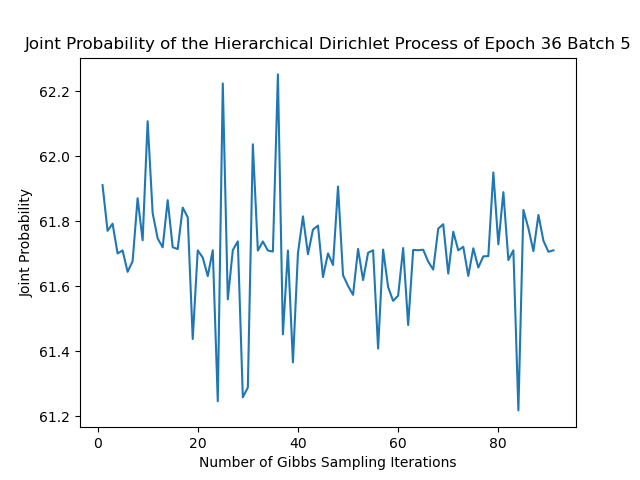 Joint Probability of the Hierarchical Dirichlet Process of Epoch 36 Batch 5
62.2
62.0
61.8
61.6
61.4
61.2
Joint Probability
0 20 40 60 80
Number of Gibbs Sampling Iterations